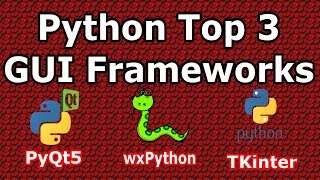 Python Top 3
GUI Frameworks
Qt
python
PyQt5
wxPython
TKinter